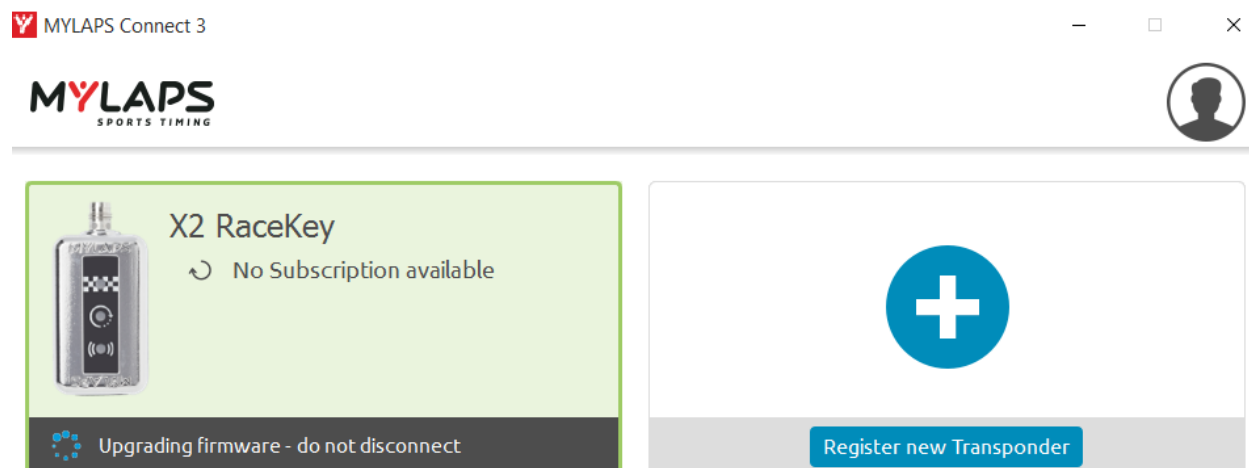 MYLAPS Connect 3
MYLAPS
SPORTS TIMING
X2 RaceKey
No Subscription available
Upgrading firmware - do not disconnect
Register new Transponder